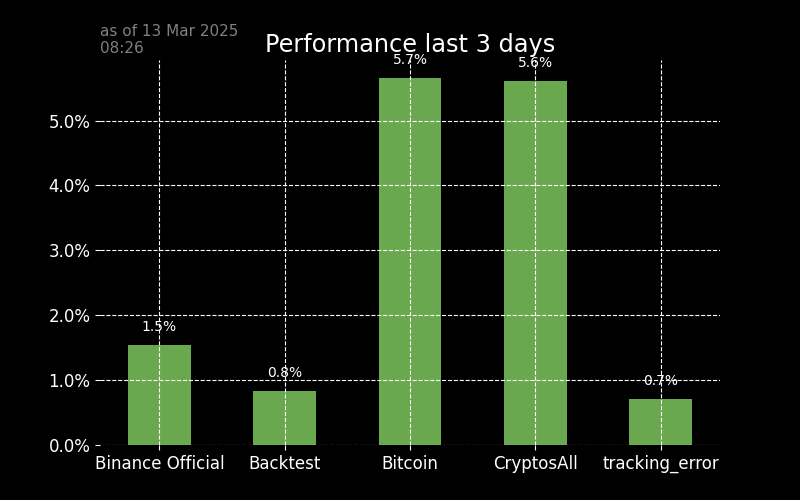 as of 13 Mar 2025
08:26
Performance last 3 days
5.7%
5.6%
5.0%
4.0%
3.0%
2.0%
1.5%
0.8%
0.7%
1.0%
0.0%
Binance Official
Backtest
Bitcoin
CryptosAll
tracking_error